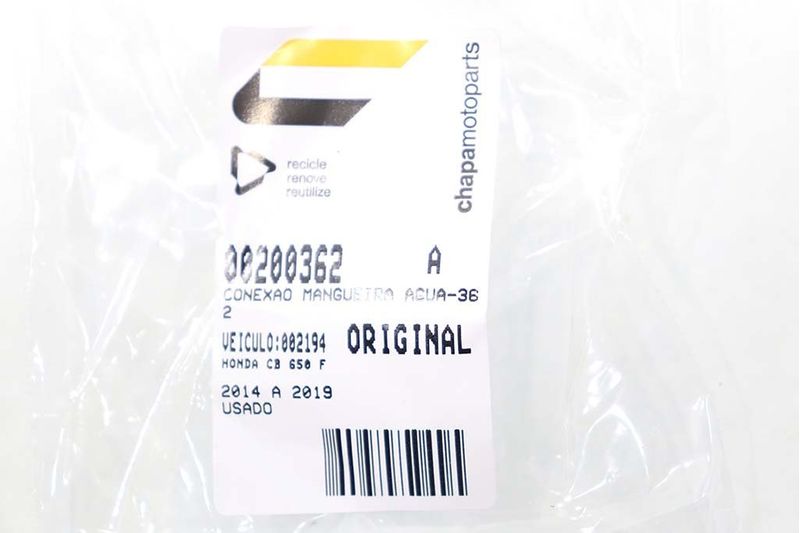 chapamotoparts
recicle
renove
reutilize
00200362 A
CONEXAO MANGUEIRA AGUA-36
2
VEICULO:002194 ORIGINAL
HONDA CB 650 F
2014 A 2019
USADO